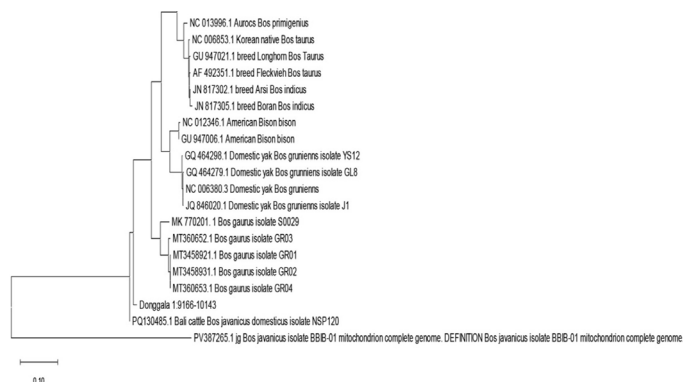 NC 013996.1 Aurocs Bos primigenius
NC 006853.1 Korean native Bos taurus
GU 947021.1 breed Longhorn Bos Taurus
AF 492351.1 breed Fleckvieh Bos taurus
JN 817302.1 breed Arsi Bos indicus
JN 817305.1 breed Boran Bos indicus
NC 012346.1 American Bison bison
GU 947006.1 American Bison bison
GQ 464298.1 Domestic yak Bos grunienns isolate YS12
GQ 464279.1 Domestic yak Bos grunniens isolate GL8
NC 006380.3 Domestic yak Bos grunienns
JQ 846020.1 Domestic yak Bos grunienns isolate J1
MK 770201. 1 Bos gaurus isolate S0029
MT360652.1 Bos gaurus isolate GR03
MT3458921.1 Bos gaurus isolate GR01
MT3458931.1 Bos gaurus isolate GR02
MT360653.1 Bos gaurus isolate GR04
Donggala 1:9166-10143
PQ130485.1 Bali cattle Bos javanicus domesticus isolate NSP120
PV387265.1 jg Bos javanicus isolate BBIB-01 mitochondrion complete genome. DEFINITION Bos javanicus isolate BBIB-01 mitochondrion complete genome.
0.10